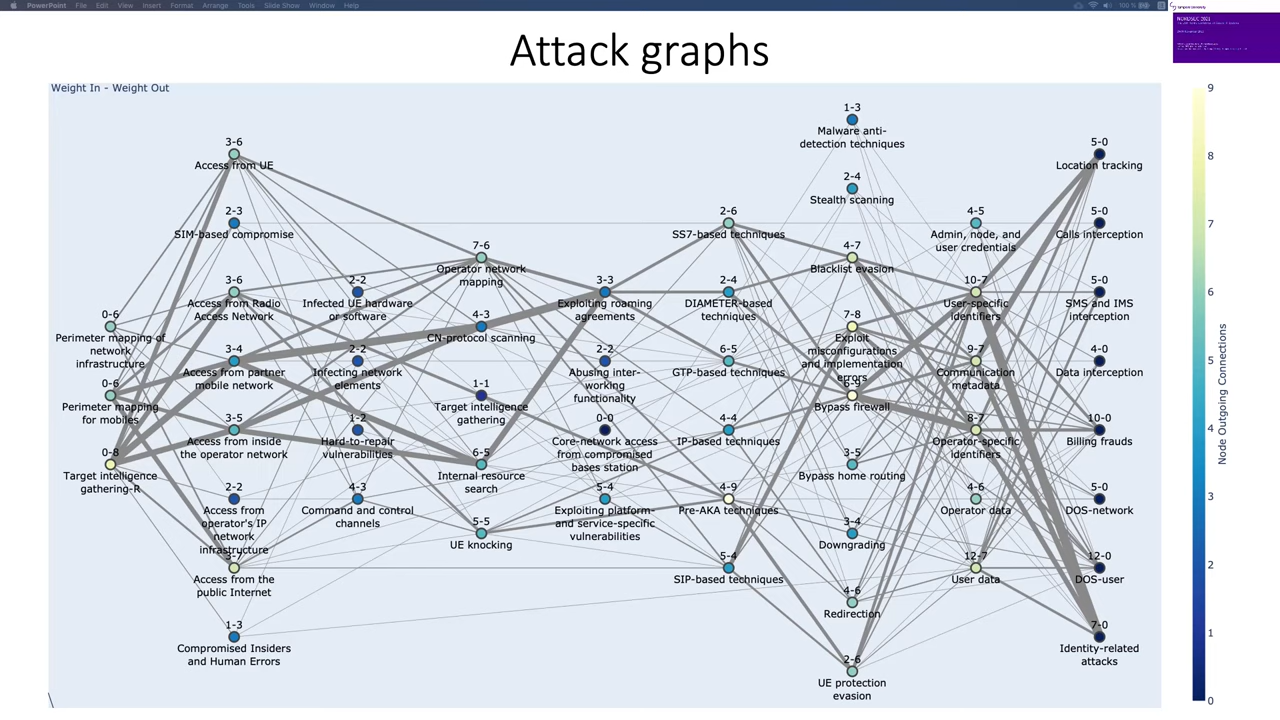 PowerPoint File Edit View Insert Format Arrange Tools Slide Show Window Help
100 %
NORDSEC 2021
Attack graphs
Weight In - Weight Out
0-6
Perimeter mapping of
network
infrastructure
0-6
Perimeter mapping
for mobiles
0-8
Target intelligence
gathering-R
3-6
Access from UE
2-3
SIM-based compromise
3-6
Access from Radio
Access Network
3-4
Access from partner
mobile network
3-5
Access from inside
the operator network
2-2
Access from
operator's IP
network
infrastructure
3-7
Access from the
public Internet
1-3
Compromised Insiders
and Human Errors
2-2
Infected UE hardware
or software
2-2
Infecting network
elements
1-2
Hard-to-repair
vulnerabilities
4-3
Command and control
channels
7-6
Operator network
mapping
4-3
CN-protocol scanning
1-1
Target intelligence
gathering
6-5
Internal resource
search
5-5
UE knocking
3-3
Exploiting roaming
agreements
2-2
Abusing inter-
working
functionality
0-0
Core-network access
from compromised
bases station
5-4
Exploiting platform-
and service-specific
vulnerabilities
2-6
SS7-based techniques
2-4
DIAMETER-based
techniques
6-5
GTP-based techniques
4-4
IP-based techniques
4-9
Pre-AKA techniques
5-4
SIP-based techniques
1-3
Malware anti-
detection techniques
2-4
Stealth scanning
4-7
Blacklist evasion
7-8
Exploit
misconfigurations
and implementation
errors
6-9
Bypass firewall
3-5
Bypass home routing
3-4
Downgrading
4-6
Redirection
2-6
UE protection
evasion
4-5
Admin, node, and
user credentials
10-7
User-specific
identifiers
9-7
Communication
metadata
8-7
Operator-specific
identifiers
4-6
Operator data
12-7
User data
5-0
Location tracking
5-0
Calls interception
5-0
SMS and IMS
interception
4-0
Data interception
10-0
Billing frauds
5-0
DOS-network
12-0
DOS-user
7-0
Identity-related
attacks
9
8
7
6
5
4
3
2
1
0
Node Outgoing Connections